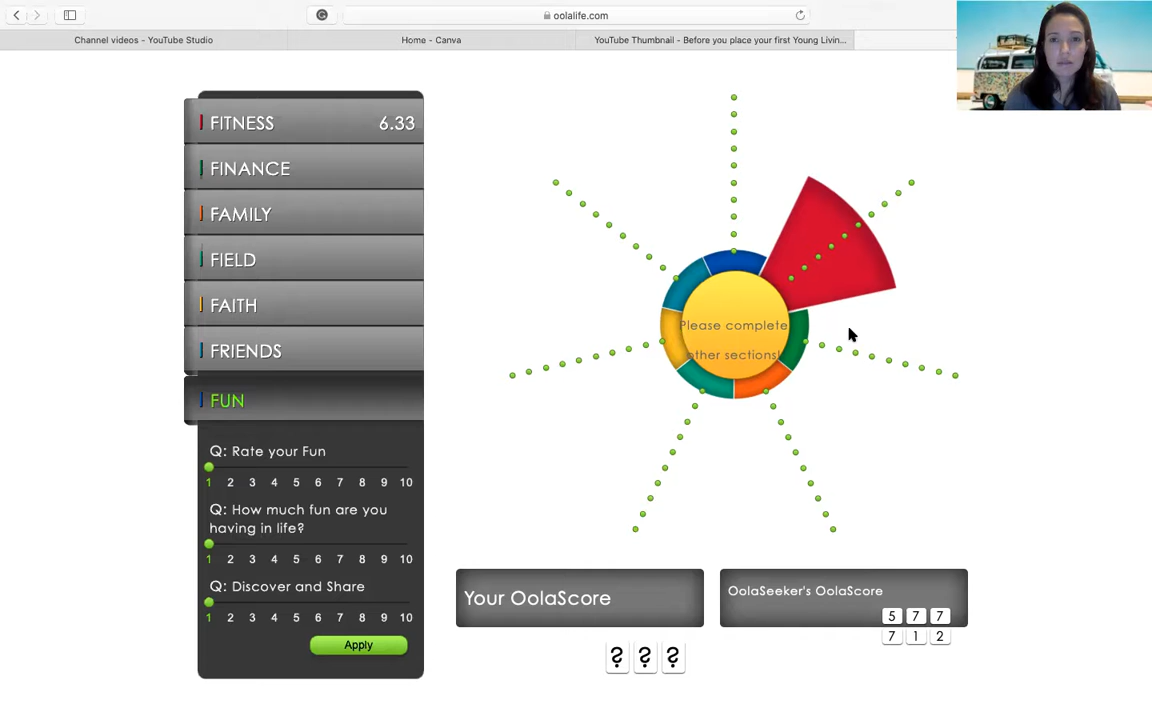 oolalife.com
Channel videos - YouTube Studio
Home - Canva
YouTube Thumbnail - Before you place your first Young Livin...
FITNESS 6.33
FINANCE
FAMILY
FIELD
FAITH
FRIENDS
FUN
Q: Rate your Fun
1 2 3 4 5 6 7 8 9 10
Q: How much fun are you
having in life?
1 2 3 4 5 6 7 8 9 10
Q: Discover and Share
1 2 3 4 5 6 7 8 9 10
Apply
Please complete
other sections!
Your OolaScore
? ? ?
OolaSeeker's OolaScore
5 7 7
7 1 2